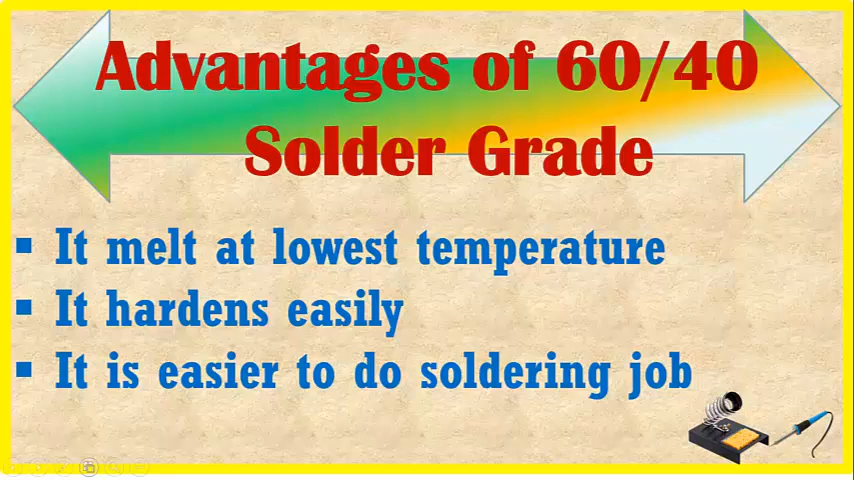 Advantages of 60/40
Solder Grade
▪ It melt at lowest temperature
▪ It hardens easily
▪ It is easier to do soldering job